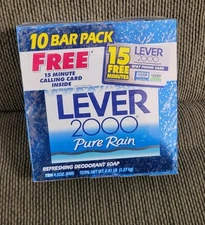 10 BAR PACK
FREE
15 MINUTE
CALLING CARD
INSIDE
15
FREE
MINUTES
LEVER
2000
LEVER
2000
Pure Rain
REFRESHING DEODORANT SOAP